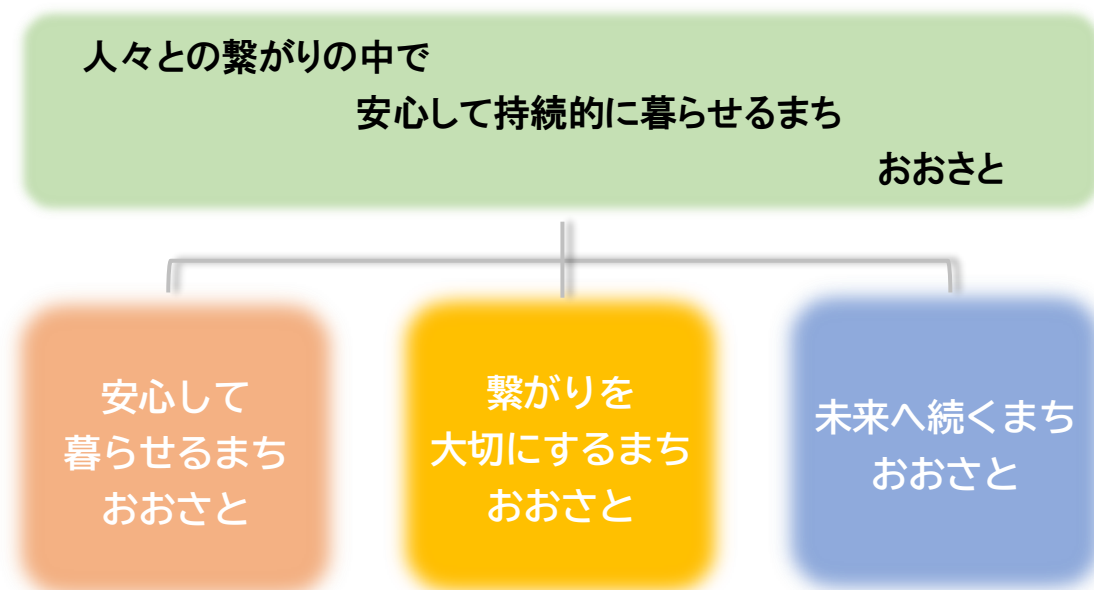 人々との繋がりの中で
安心して持続的に暮らせるまち
おおさと
安心して
暮らせるまち
おおさと
繋がりを
大切にするまち
おおさと
未来へ続くまち
おおさと